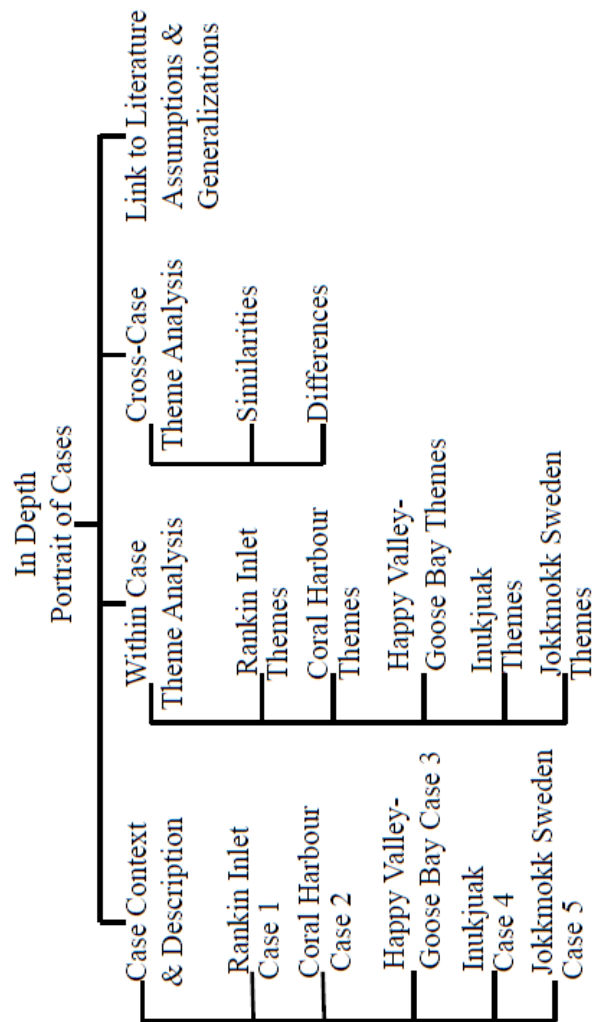 In Depth
Portrait of Cases
Case Context
& Description
Rankin Inlet
Case 1
Coral Harbour
Case 2
Happy Valley-
Goose Bay Case 3
Inukjuak
Case 4
Jokkmokk Sweden
Case 5
Within Case
Theme Analysis
Rankin Inlet
Themes
Coral Harbour
Themes
Happy Valley-
Goose Bay Themes
Inukjuak
Themes
Jokkmokk Sweden
Themes
Cross-Case
Theme Analysis
Similarities
Differences
Link to Literature
Assumptions &
Generalizations